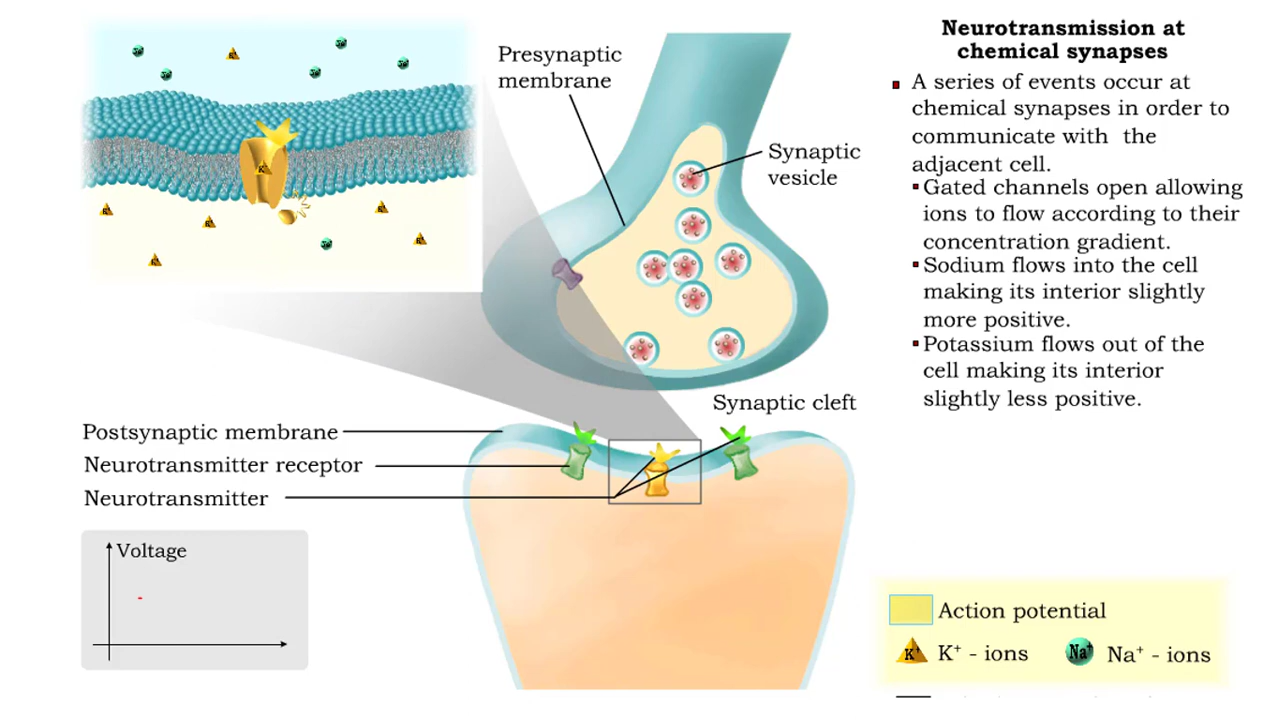 Neurotransmission at
chemical synapses
A series of events occur at
chemical synapses in order to
communicate with the
adjacent cell.
Gated channels open allowing
ions to flow according to their
concentration gradient.
Sodium flows into the cell
making its interior slightly
more positive.
Potassium flows out of the
cell making its interior
slightly less positive.
Presynaptic
membrane
Synaptic
vesicle
Synaptic cleft
Postsynaptic membrane
Neurotransmitter receptor
Neurotransmitter
Voltage
Action potential
K⁺ K⁺ - ions
Na⁺ Na⁺ - ions